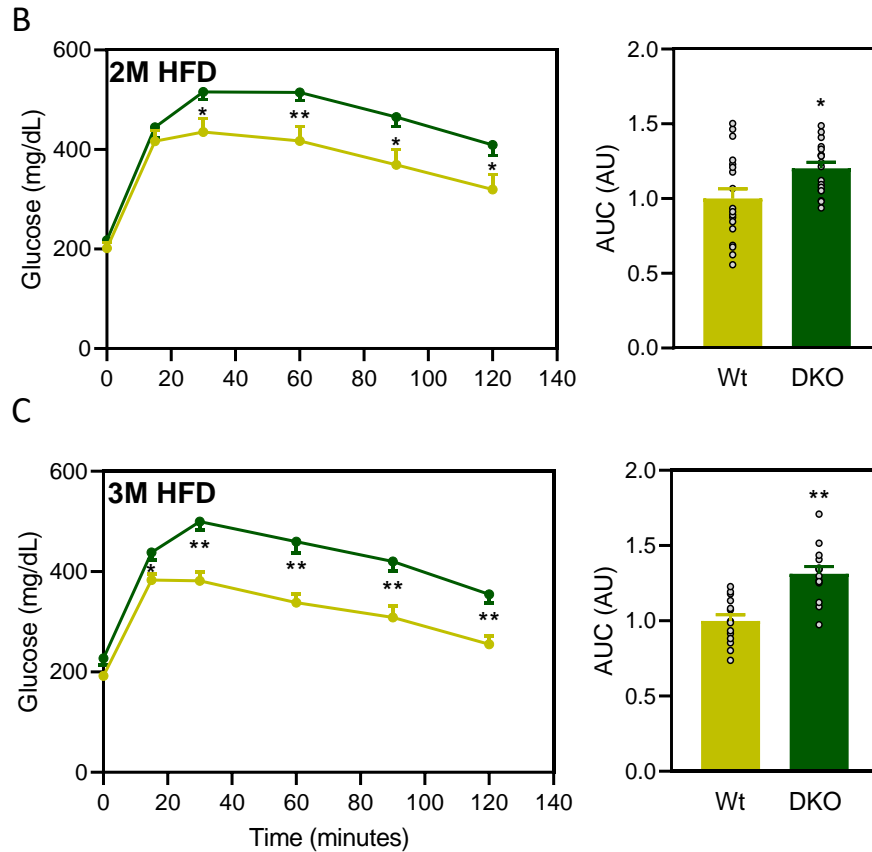 B
2M HFD
Glucose (mg/dL)
600
400
200
0
0 20 40 60 80 100 120 140
* ** * *
AUC (AU)
2.0
1.5
1.0
0.5
0.0
*
Wt DKO
C
3M HFD
Glucose (mg/dL)
600
400
200
0
0 20 40 60 80 100 120 140
Time (minutes)
* ** ** ** **
AUC (AU)
2.0
1.5
1.0
0.5
0.0
**
Wt DKO